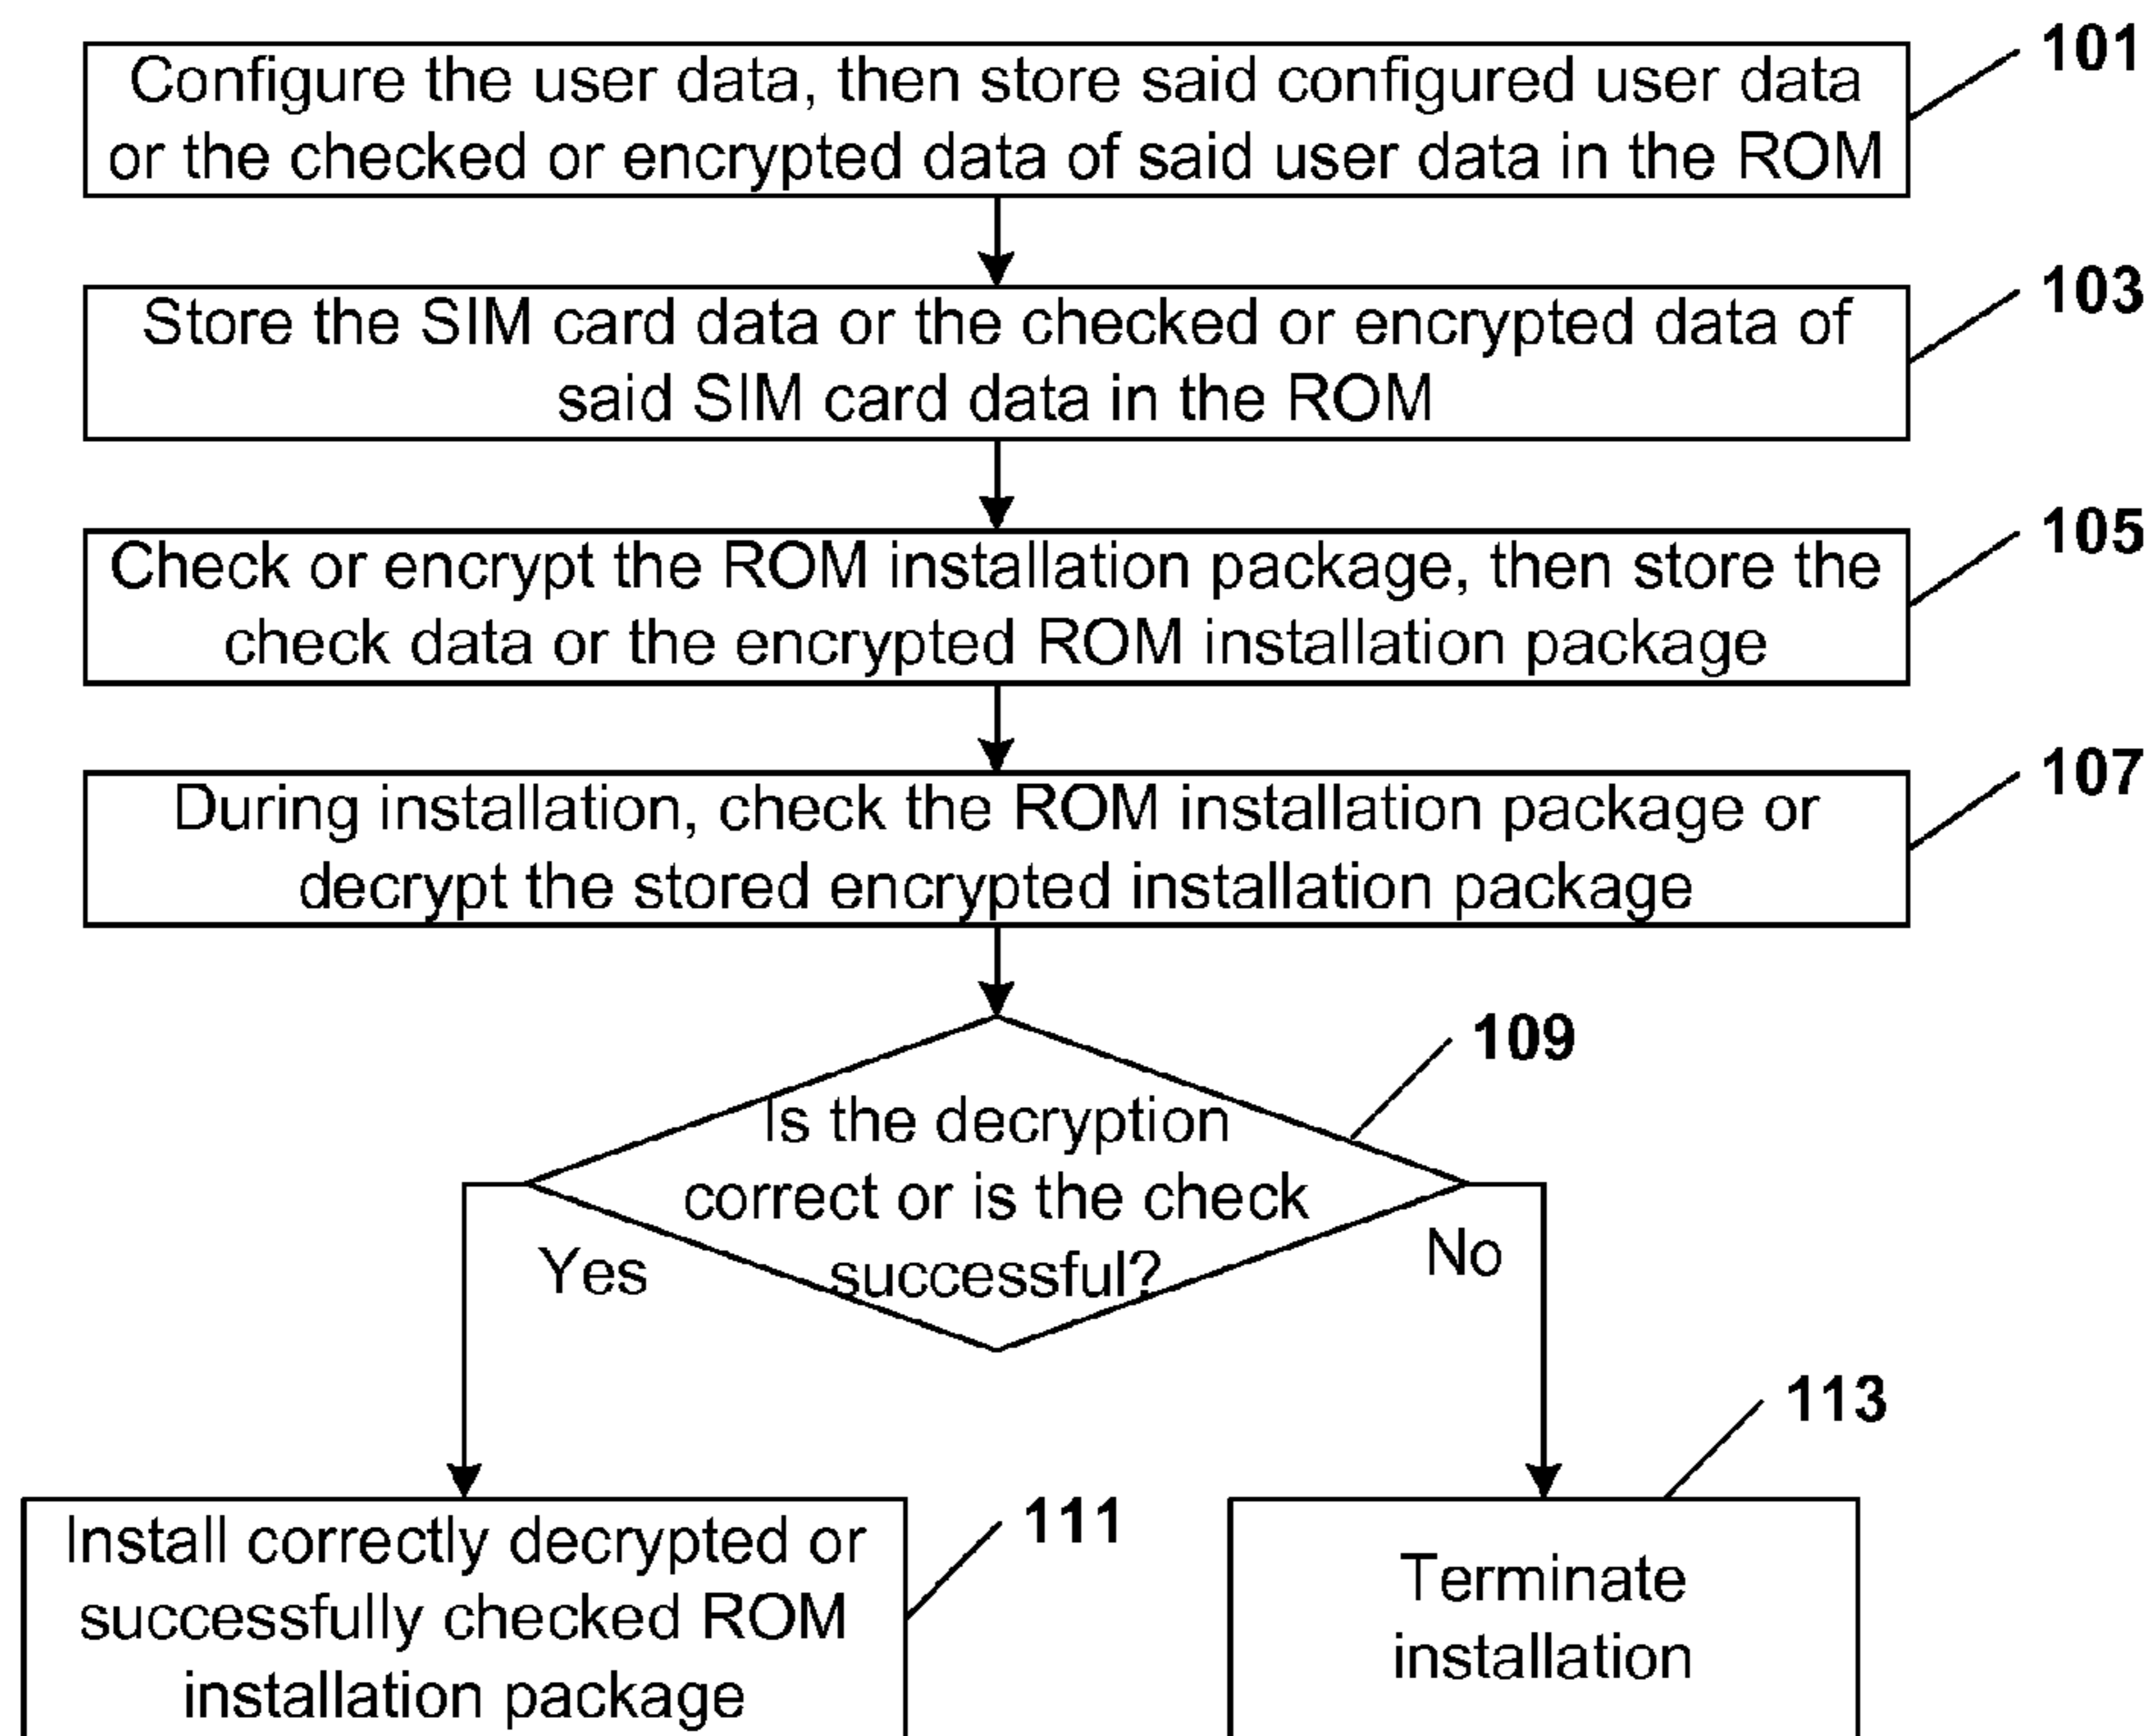 101
Configure the user data, then store said configured user data
or the checked or encrypted data of said user data in the ROM
103
Store the SIM card data or the checked or encrypted data of
said SIM card data in the ROM
105
Check or encrypt the ROM installation package, then store the
check data or the encrypted ROM installation package
107
During installation, check the ROM installation package or
decrypt the stored encrypted installation package
109
Is the decryption
correct or is the check
successful?
Yes
No
113
111
Install correctly decrypted or
successfully checked ROM
installation package
Terminate
installation